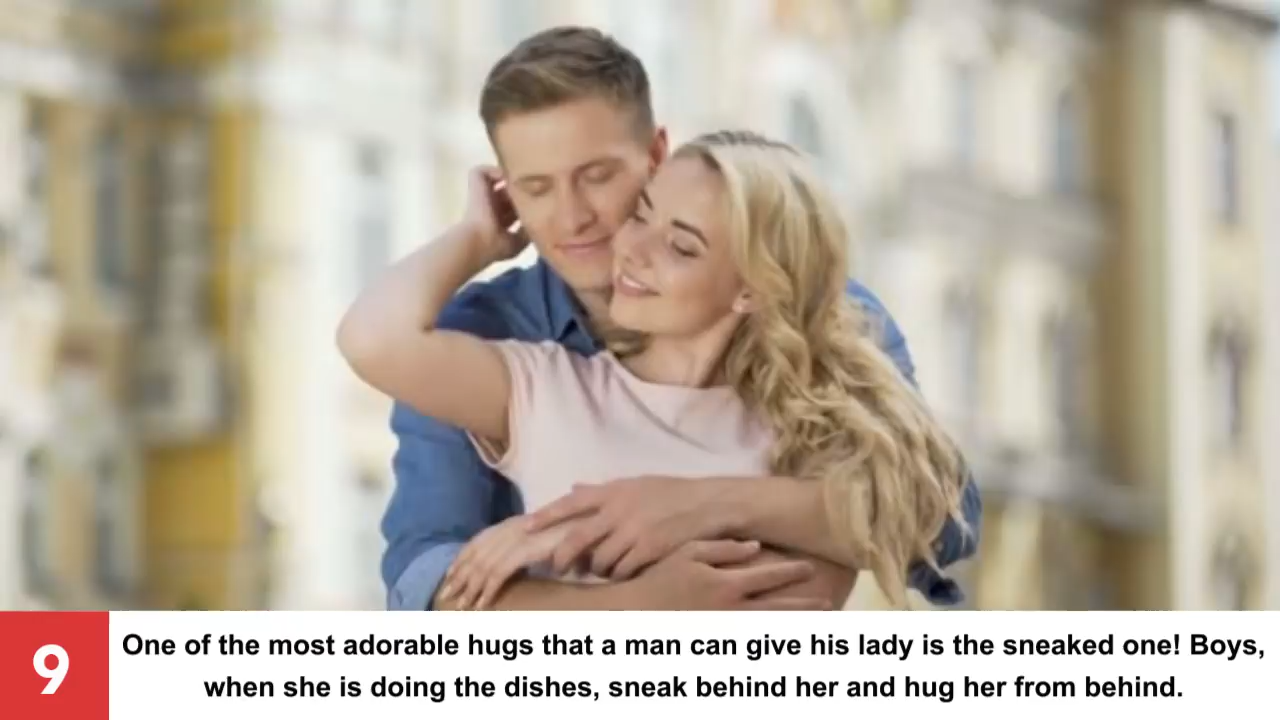 9
One of the most adorable hugs that a man can give his lady is the sneaked one! Boys,
when she is doing the dishes, sneak behind her and hug her from behind.